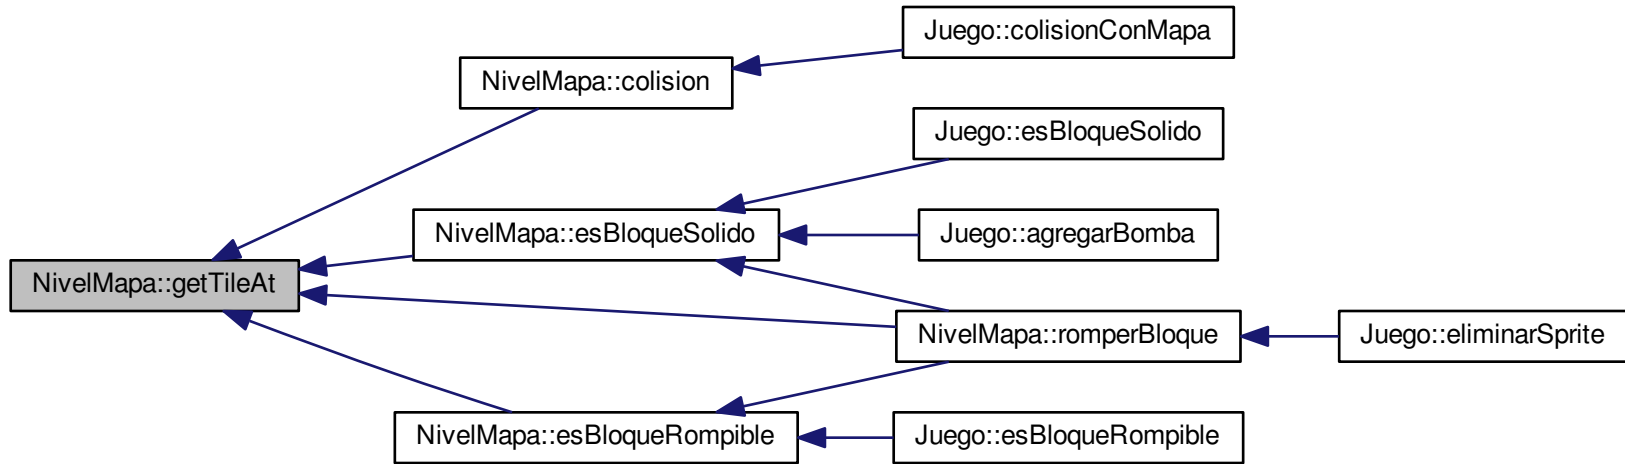 Juego::colisionConMapa
NivelMapa::colision
Juego::esBloqueSolido
NivelMapa::esBloqueSolido
Juego::agregarBomba
NivelMapa::getTileAt
NivelMapa::romperBloque
Juego::eliminarSprite
NivelMapa::esBloqueRompible
Juego::esBloqueRompible